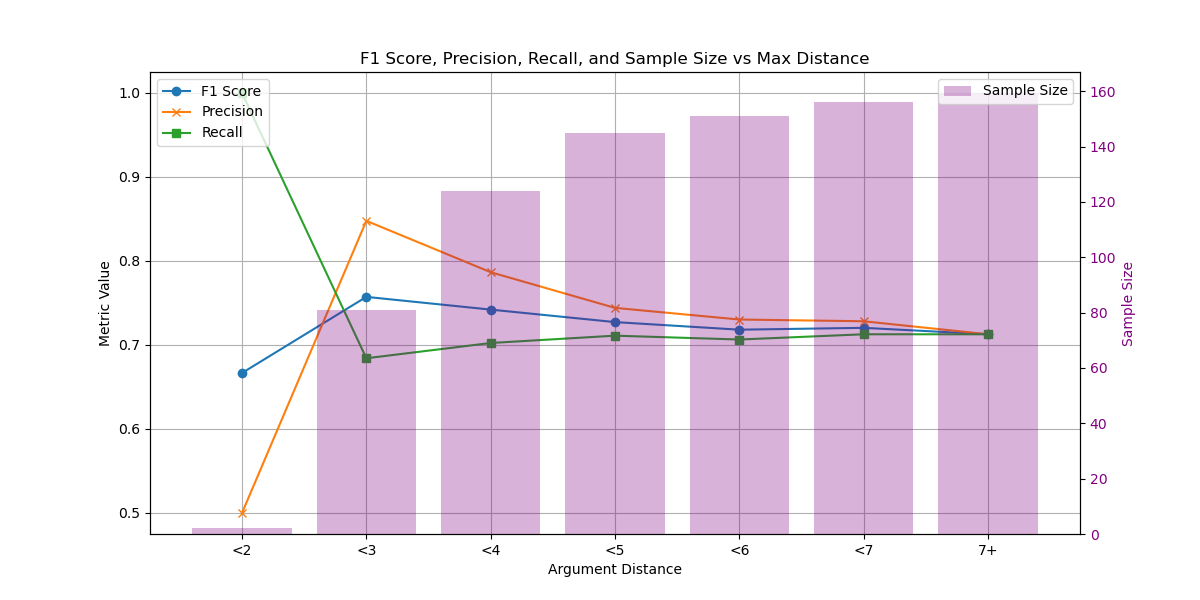 F1 Score, Precision, Recall, and Sample Size vs Max Distance
F1 Score
Precision
Recall
Sample Size
1.0
0.9
0.8
0.7
0.6
0.5
Metric Value
160
140
120
100
80
60
40
20
0
Sample Size
<2
<3
<4
<5
<6
<7
7+
Argument Distance